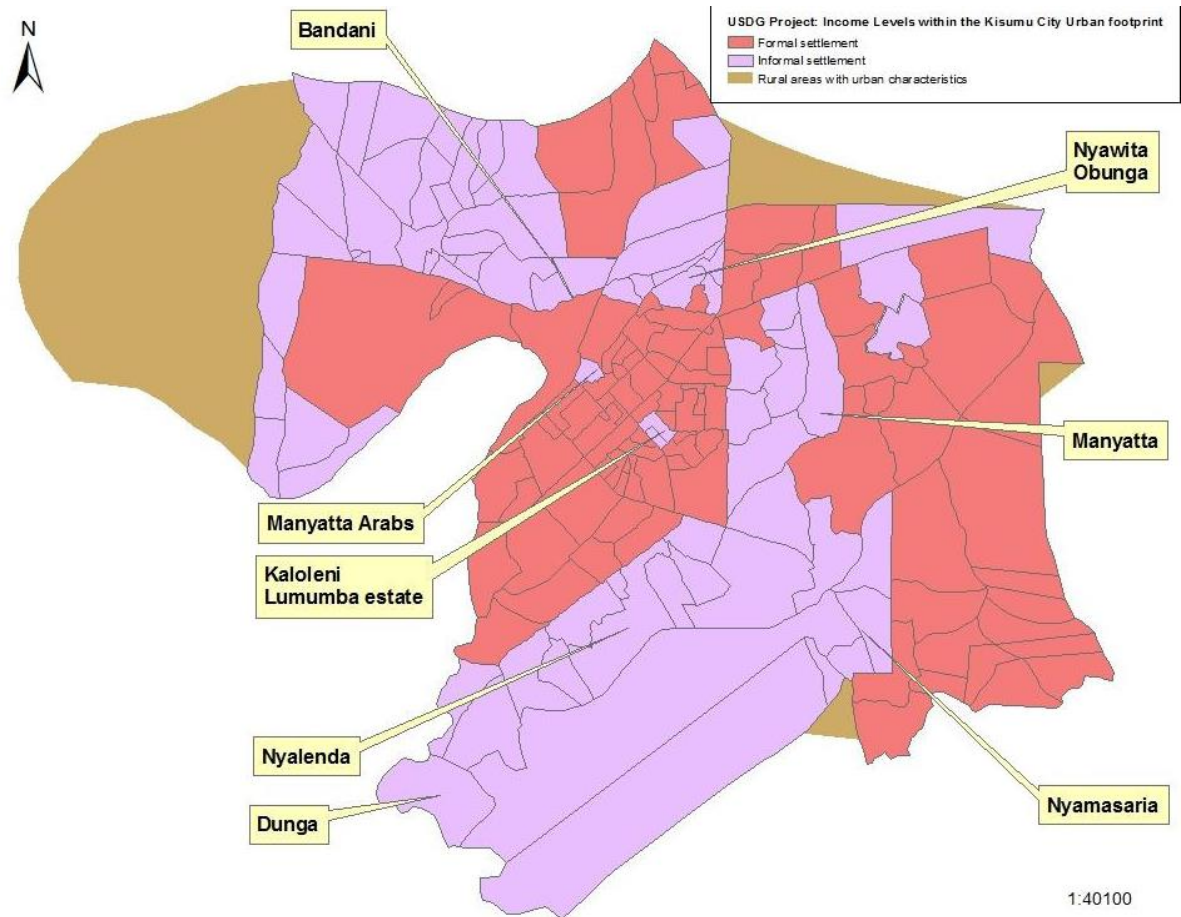 N
Bandani
USDG Project: Income Levels within the Kisumu City Urban footprint
Formal settlement
Informal settlement
Rural areas with urban characteristics
Nyawita
Obunga
Manyatta
Manyatta Arabs
Kaloleni
Lumumba estate
Nyalenda
Dunga
Nyamasaria
1:40100